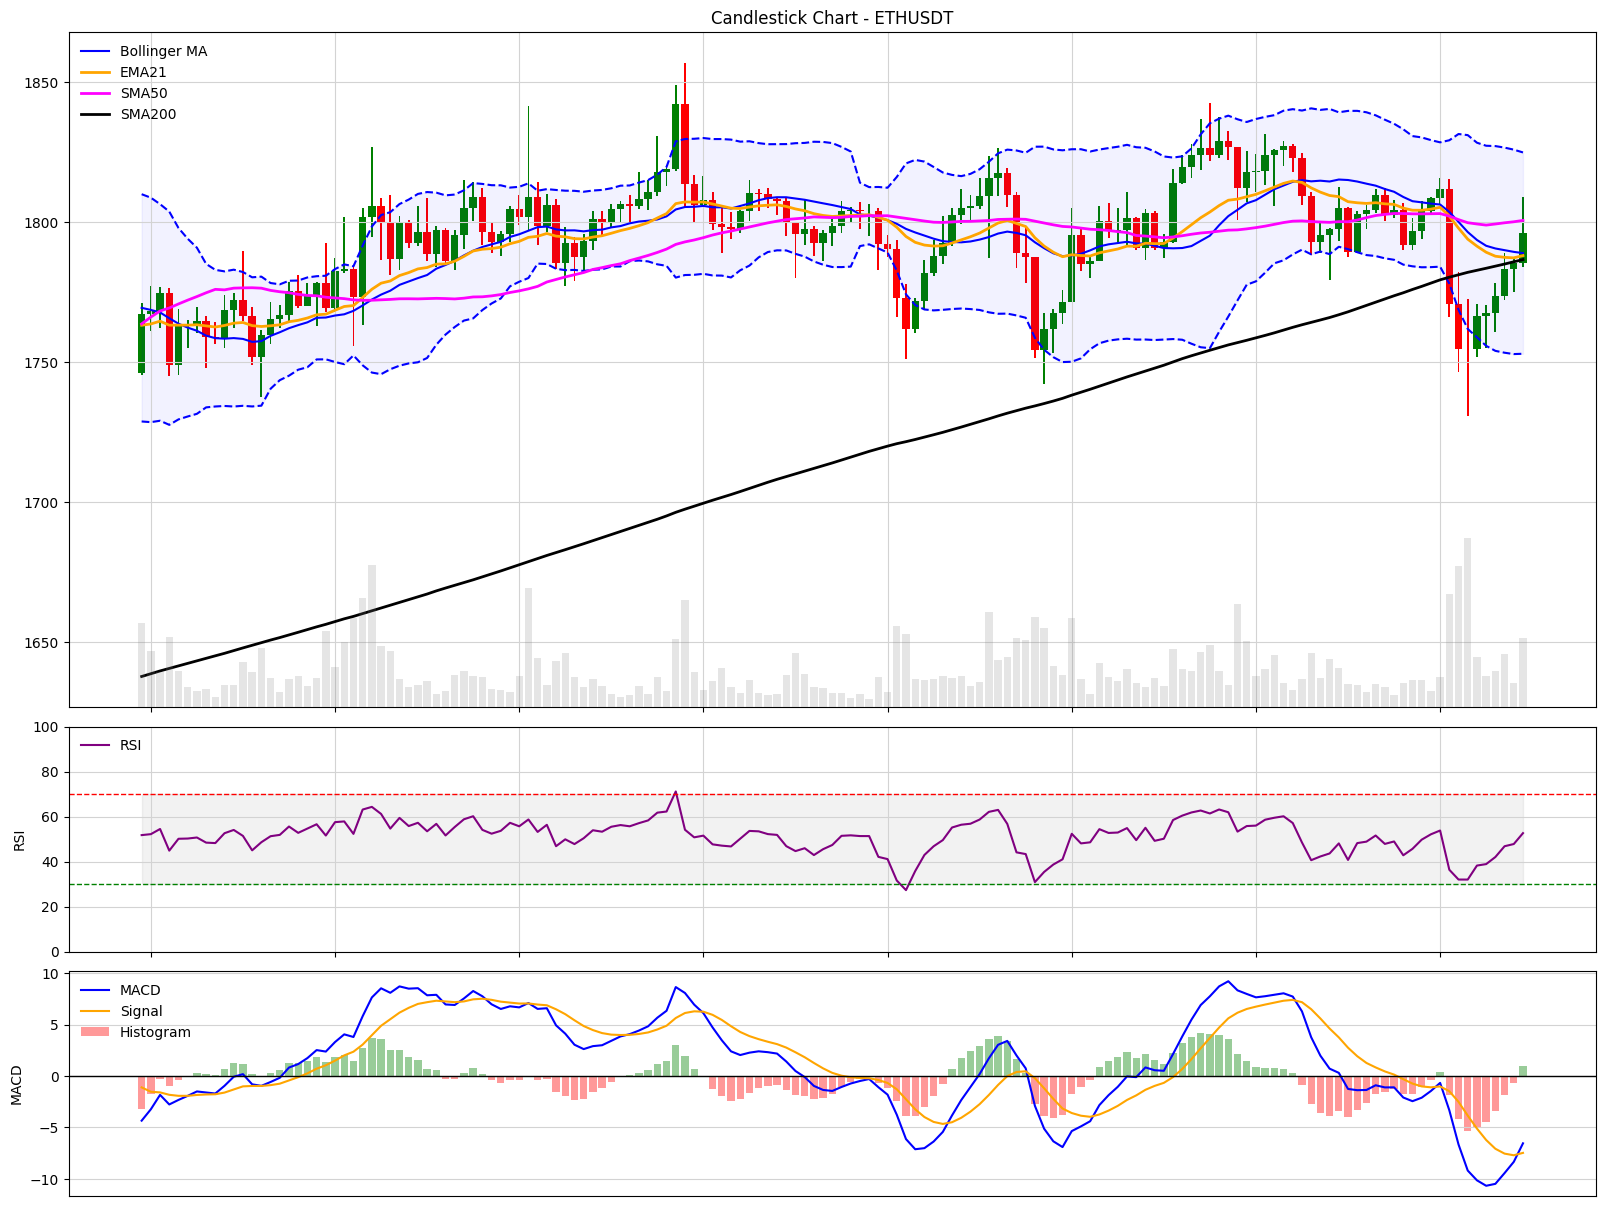 Candlestick Chart - ETHUSDT
Bollinger MA
EMA21
SMA50
SMA200
1850
1800
1750
1700
1650
RSI
100
80
60
40
20
0
RSI
MACD
Signal
Histogram
10
5
0
−5
−10
MACD